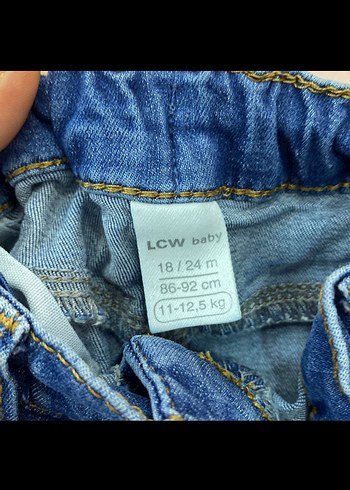 LCW baby
18 / 24 m
86-92 cm
11-12,5 kg